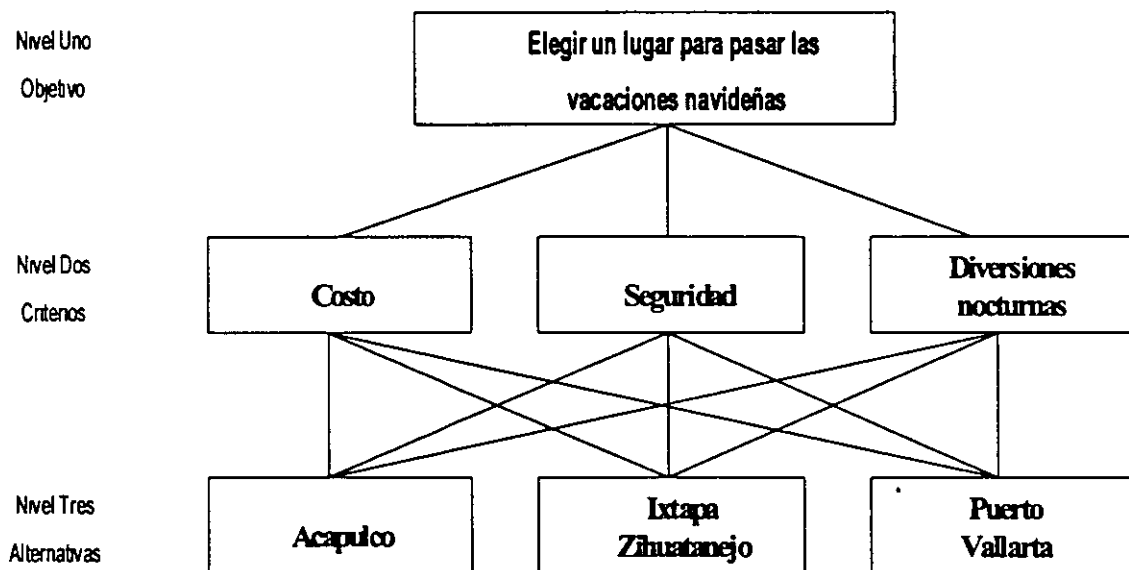 Nivel Uno
Objetivo
Elegir un lugar para pasar las
vacaciones navideñas
Nivel Dos
Criterios
Costo
Seguridad
Diversiones
nocturnas
Nivel Tres
Alternativas
Acapulco
Ixtapa
Zihuatanejo
Puerto
Vallarta